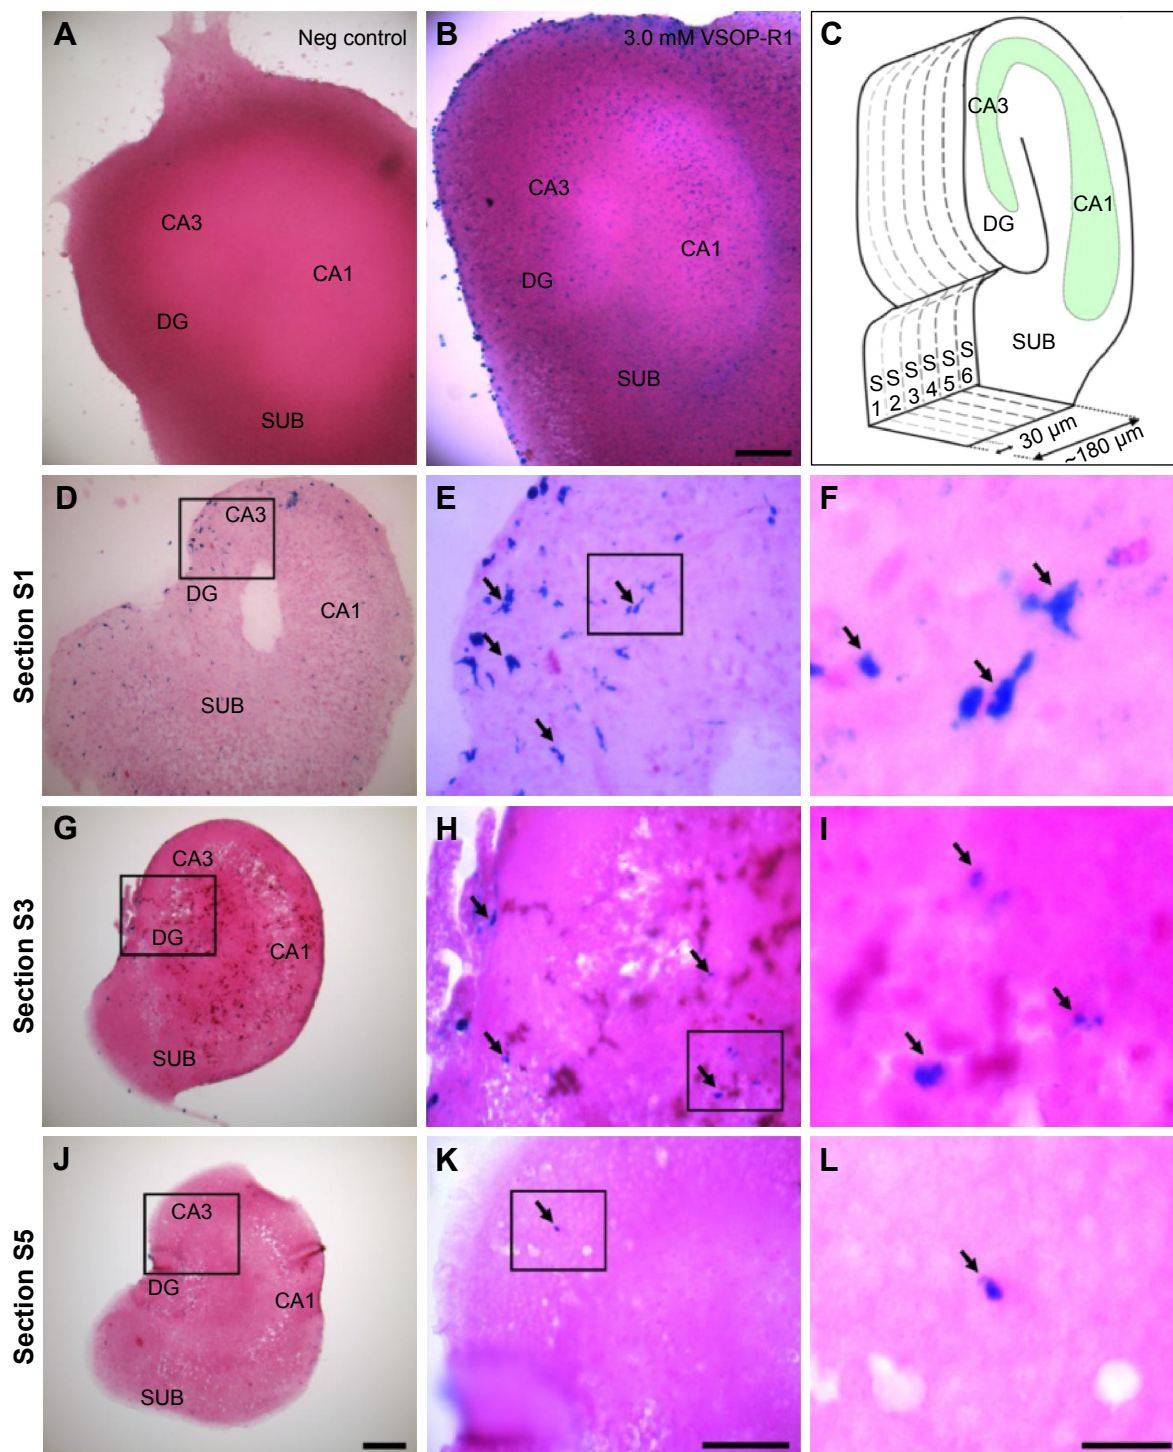 A
Neg control
CA3
CA1
DG
SUB
B
3.0 mM VSOP-R1
CA3
CA1
DG
SUB
C
CA3
CA1
DG
SUB
S S S S S S
1 2 3 4 5 6
30 µm
~180 µm
Section S1
D
CA3
DG
CA1
SUB
E
F
Section S3
G
CA3
DG
CA1
SUB
H
I
Section S5
J
CA3
DG
CA1
SUB
K
L